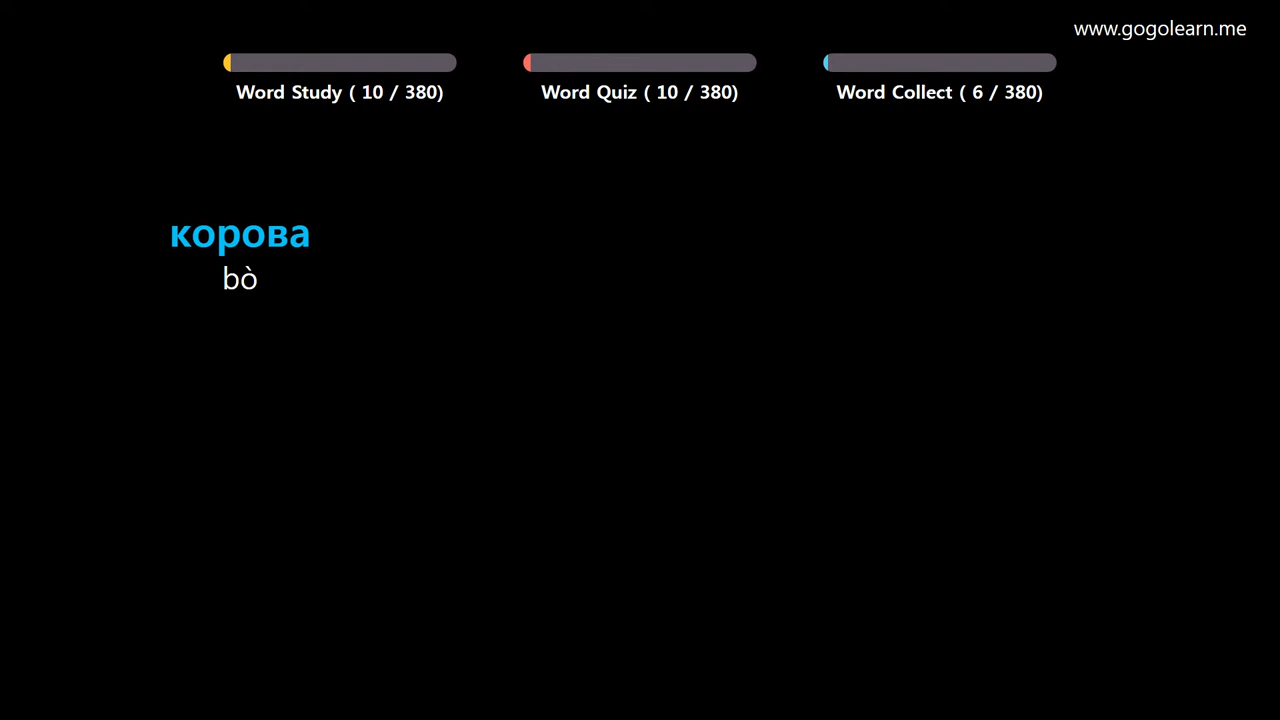 www.gogolearn.me
Word Study ( 10 / 380)
Word Quiz ( 10 / 380)
Word Collect ( 6 / 380)
корова
bò